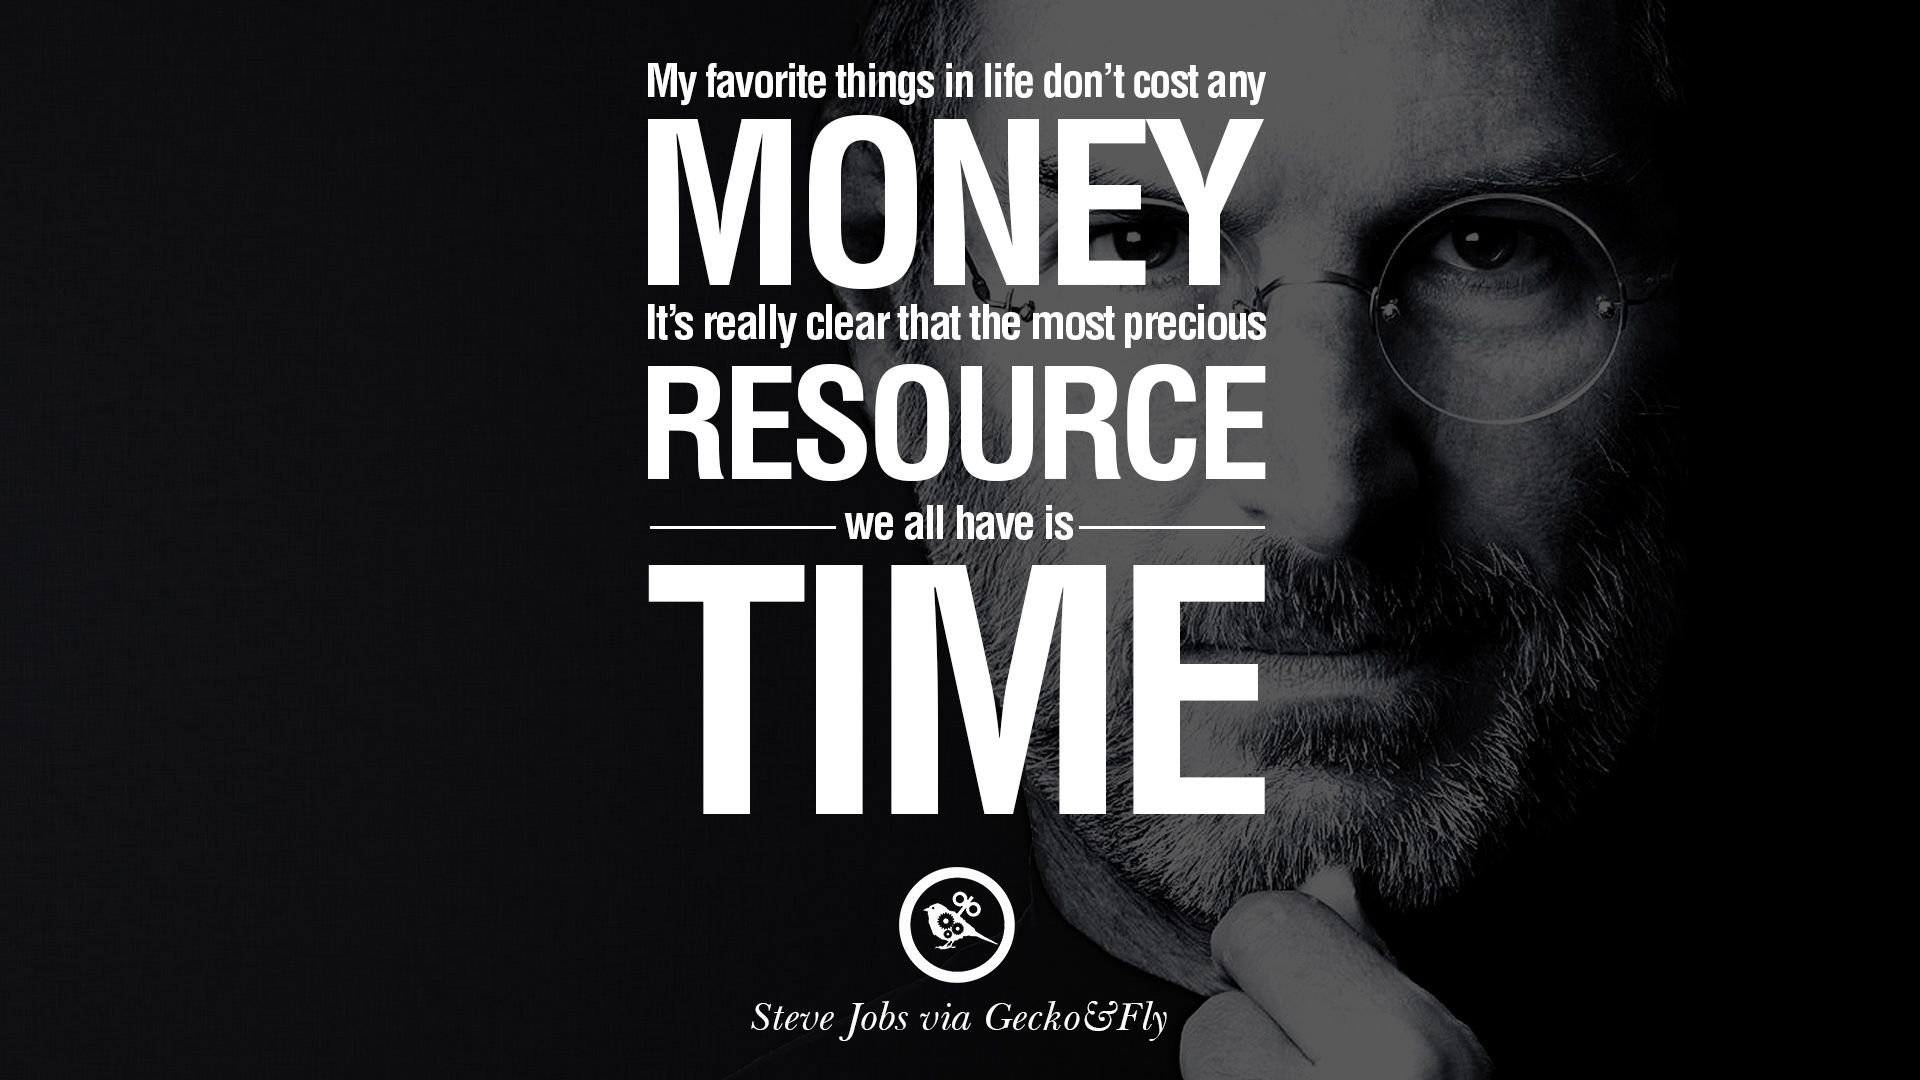 My favorite things in life don’t cost any
MONEY
It’s really clear that the most precious
RESOURCE
we all have is
TIME
Steve Jobs via Gecko&Fly